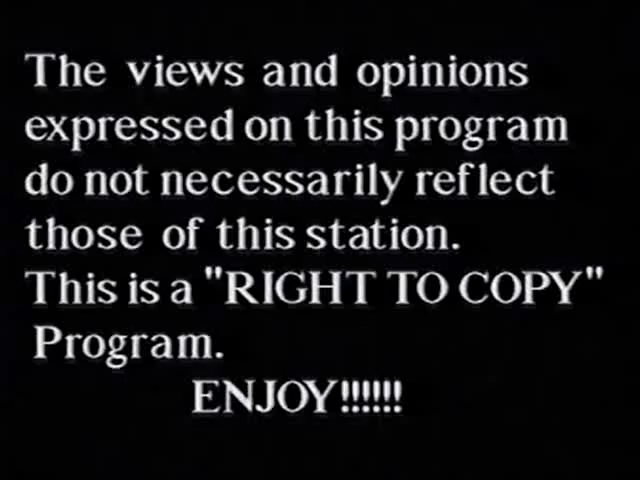 The views and opinions
expressed on this program
do not necessarily reflect
those of this station.
This is a "RIGHT TO COPY"
Program.
ENJOY!!!!!!